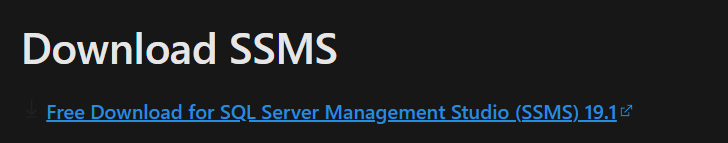 Download SSMS
Free Download for SQL Server Management Studio (SSMS) 19.1